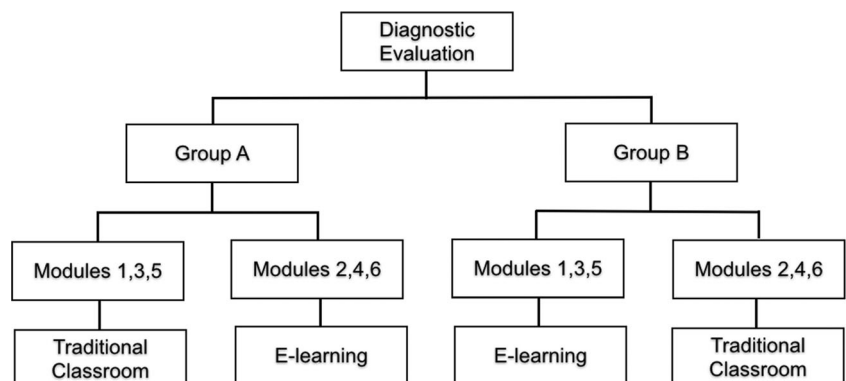 Diagnostic
Evaluation
Group A
Group B
Modules 1,3,5
Modules 2,4,6
Modules 1,3,5
Modules 2,4,6
Traditional
Classroom
E-learning
E-learning
Traditional
Classroom